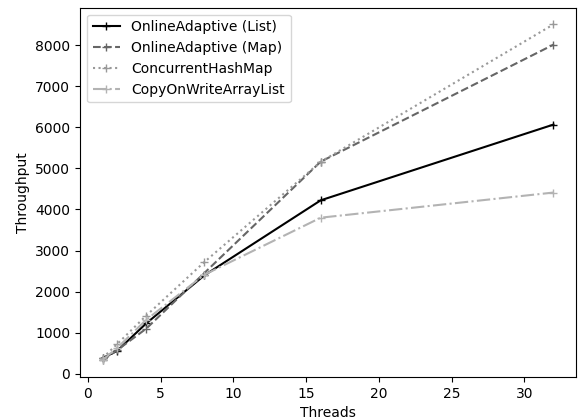 OnlineAdaptive (List)
OnlineAdaptive (Map)
ConcurrentHashMap
CopyOnWriteArrayList
Throughput
8000
7000
6000
5000
4000
3000
2000
1000
0
0 5 10 15 20 25 30
Threads